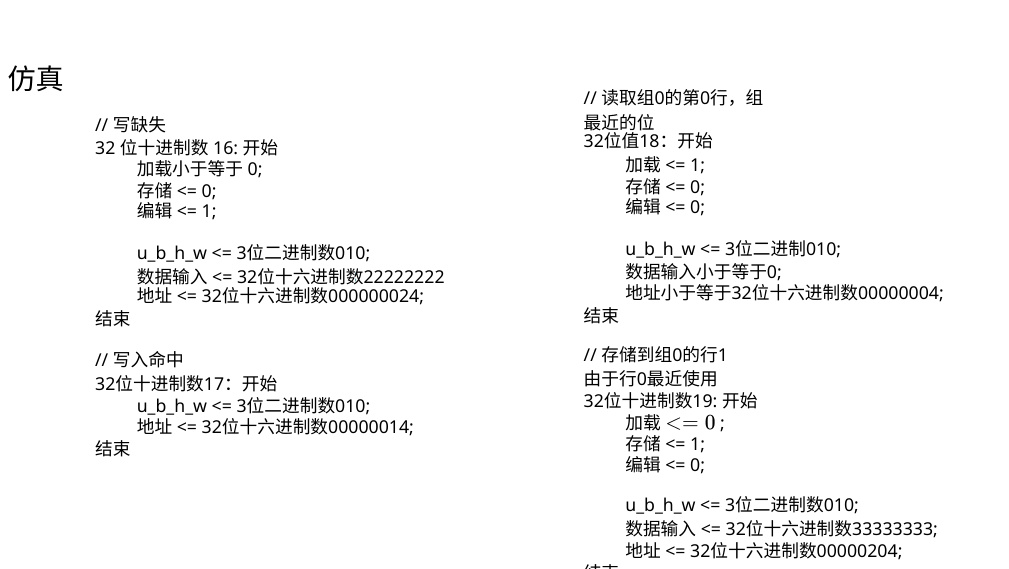 仿真
// 写缺失
32 位十进制数 16: 开始
加载小于等于 0;
存储 <= 0;
编辑 <= 1;
u_b_h_w <= 3位二进制数010;
数据输入 <= 32位十六进制数22222222
地址 <= 32位十六进制数000000024;
结束
// 写入命中
32位十进制数17：开始
u_b_h_w <= 3位二进制数010;
地址 <= 32位十六进制数00000014;
结束
// 读取组0的第0行，组
最近的位
32位值18：开始
加载 <= 1;
存储 <= 0;
编辑 <= 0;
u_b_h_w <= 3位二进制010;
数据输入小于等于0;
地址小于等于32位十六进制数00000004;
结束
// 存储到组0的行1
由于行0最近使用
32位十进制数19: 开始
加载 <= 0 ;
存储 <= 1;
编辑 <= 0;
u_b_h_w <= 3位二进制数010;
数据输入 <= 32位十六进制数33333333;
地址 <= 32位十六进制数00000204;